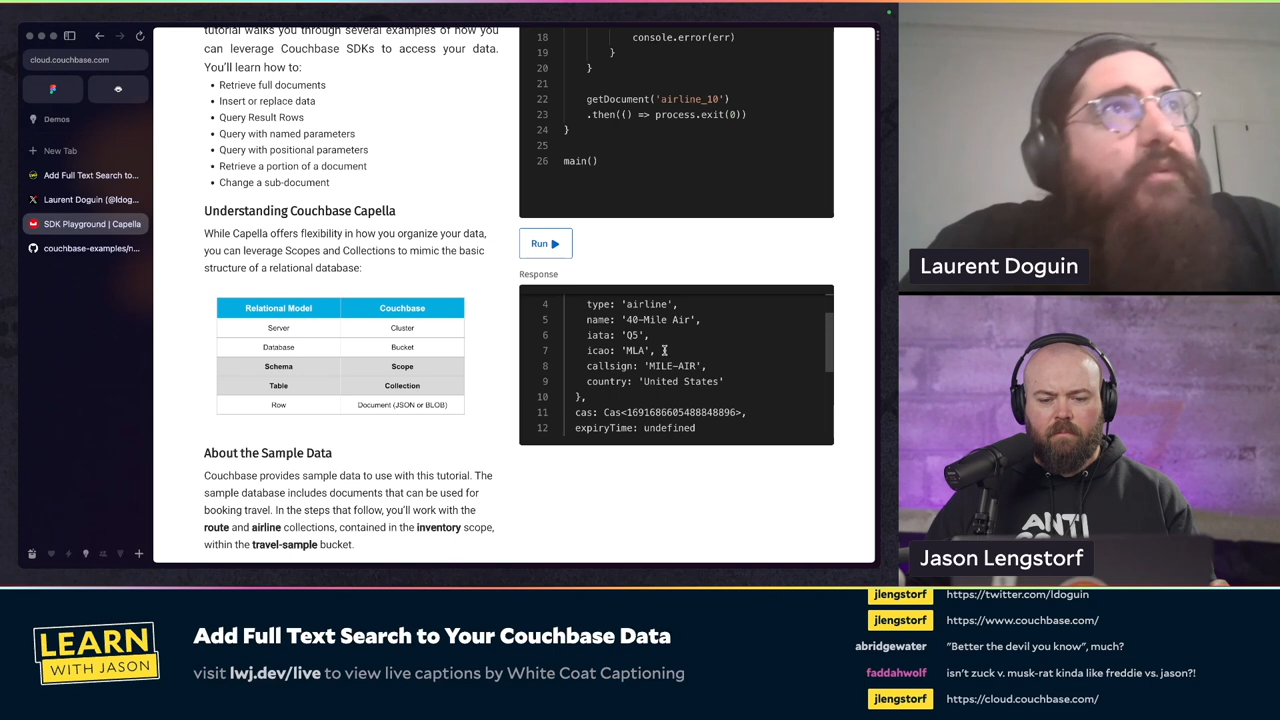 cloud.couchbase.com
Demos
New Tab
Add Full Text Search to...
Laurent Doguin (@ldog...
SDK Playground | Capella
couchbase-examples/n...
tutorial walks you through several examples of how you
can leverage Couchbase SDKs to access your data.
You'll learn how to:
• Retrieve full documents
• Insert or replace data
• Query Result Rows
• Query with named parameters
• Query with positional parameters
• Retrieve a portion of a document
• Change a sub-document
Understanding Couchbase Capella
While Capella offers flexibility in how you organize your data,
you can leverage Scopes and Collections to mimic the basic
structure of a relational database:
Relational Model Couchbase
Server Cluster
Database Bucket
Schema Scope
Table Collection
Row Document (JSON or BLOB)
About the Sample Data
Couchbase provides sample data to use with this tutorial. The
sample database includes documents that can be used for
booking travel. In the steps that follow, you'll work with the
route and airline collections, contained in the inventory scope,
within the travel-sample bucket.
18 console.error(err)
19 }
20 }
21
22 getDocument('airline_10')
23 .then(() => process.exit(0))
24 }
25
26 main()
Run
Response
4 type: 'airline',
5 name: '40-Mile Air',
6 iata: 'Q5',
7 icao: 'MLA',
8 callsign: 'MILE-AIR',
9 country: 'United States'
10 },
11 cas: Cas<1691686605488848896>,
12 expiryTime: undefined
Laurent Doguin
ANTI
Jason Lengstorf
LEARN
WITH JASON
Add Full Text Search to Your Couchbase Data
visit lwj.dev/live to view live captions by White Coat Captioning
jlengstorf https://twitter.com/ldoguin
jlengstorf https://www.couchbase.com/
abridgewater "Better the devil you know", much?
faddahwolf isn't zuck v. musk-rat kinda like freddie vs. jason?!
jlengstorf https://cloud.couchbase.com/